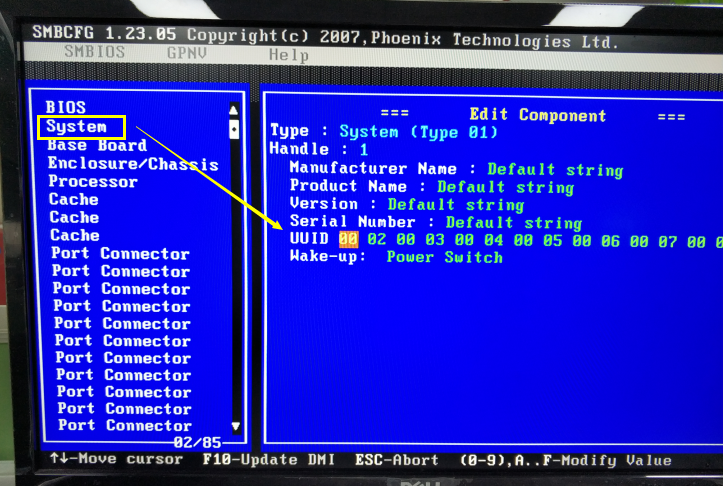 SMBCFG 1.23.05 Copyright(c) 2007,Phoenix Technologies Ltd.
SMBIOS GPNV Help
BIOS
System
Base Board
Enclosure/Chassis
Processor
Cache
Cache
Cache
Port Connector
Port Connector
Port Connector
Port Connector
Port Connector
Port Connector
Port Connector
Port Connector
Port Connector
Port Connector
Port Connector
02/85
=== Edit Component ===
Type : System (Type 01)
Handle : 1
Manufacturer Name : Default string
Product Name : Default string
Version : Default string
Serial Number : Default string
UUID 00 02 00 03 00 04 00 05 00 06 00 07 00 0
Wake-up: Power Switch
↑↓-Move cursor F10-Update DMI ESC-Abort (0-9),A..F-Modify Value
DELL